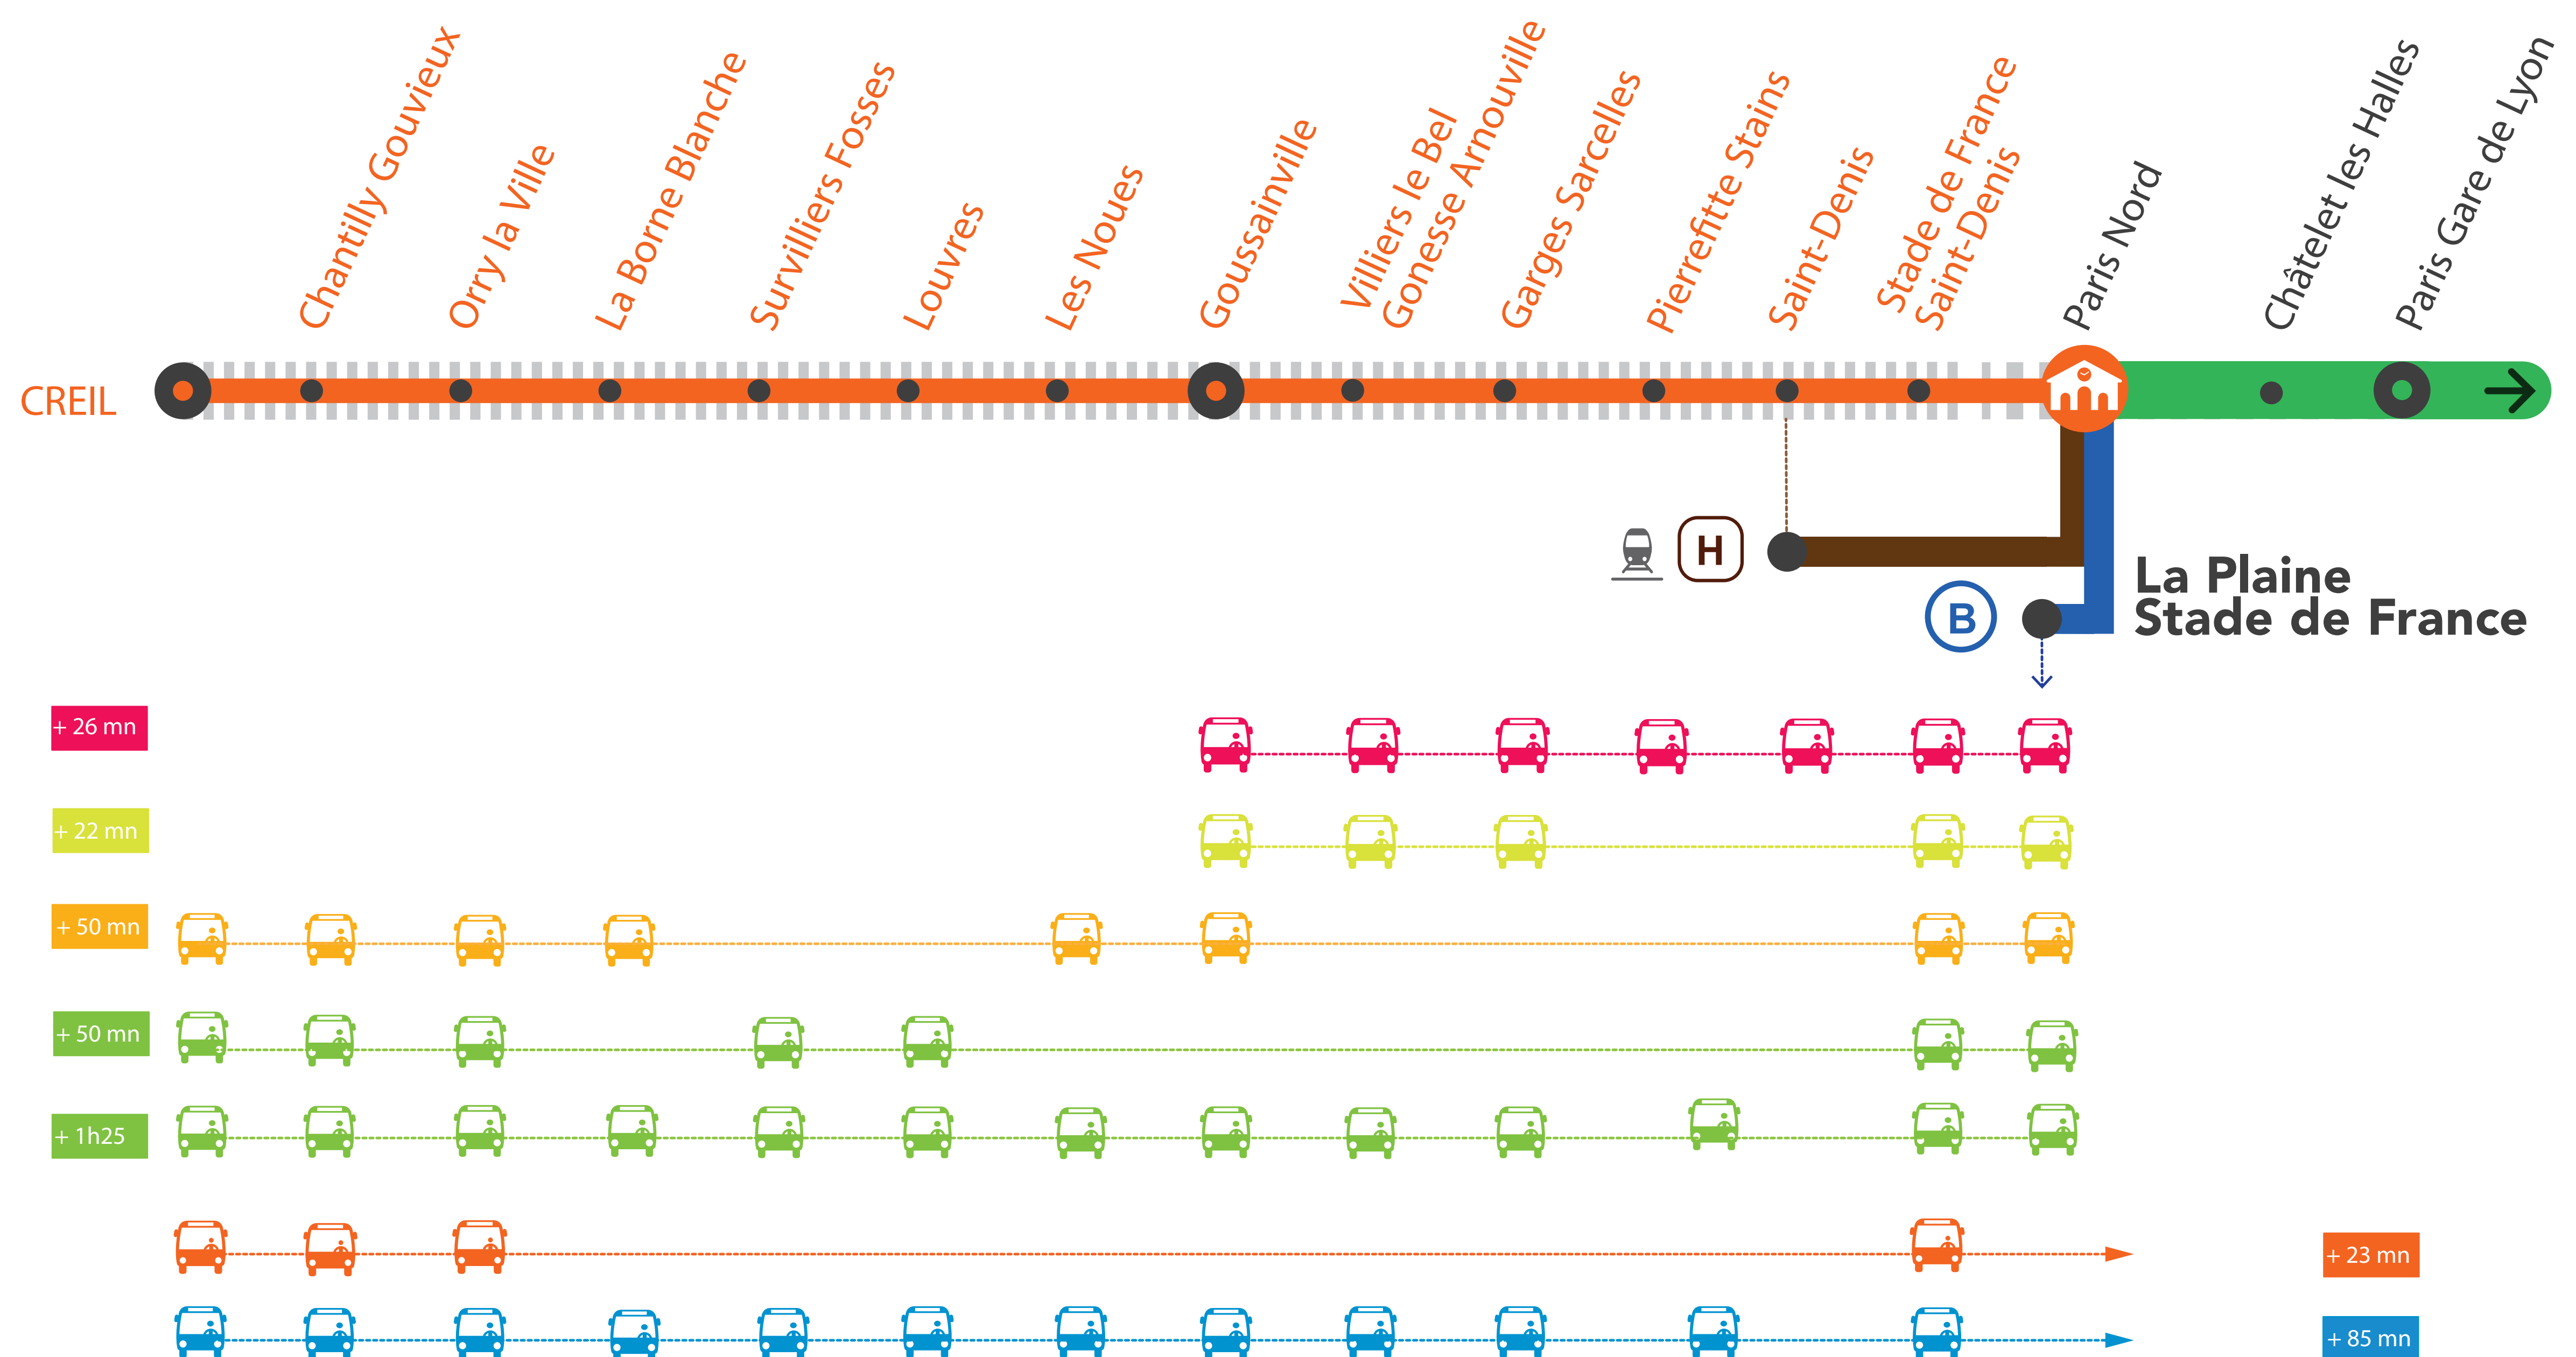 Chantilly Gouvieux
Orry la Ville
La Borne Blanche
Survilliers Fosses
Louvres
Les Noues
Goussainville
Villiers le Bel
Gonesse Arnouville
Garges Sarcelles
Pierrefitte Stains
Saint-Denis
Stade de France
Saint-Denis
Paris Nord
Châtelet les Halles
Paris Gare de Lyon
CREIL
H
B
La Plaine
Stade de France
+ 26 mn
+ 22 mn
+ 50 mn
+ 50 mn
+ 1h25
+ 23 mn
+ 85 mn